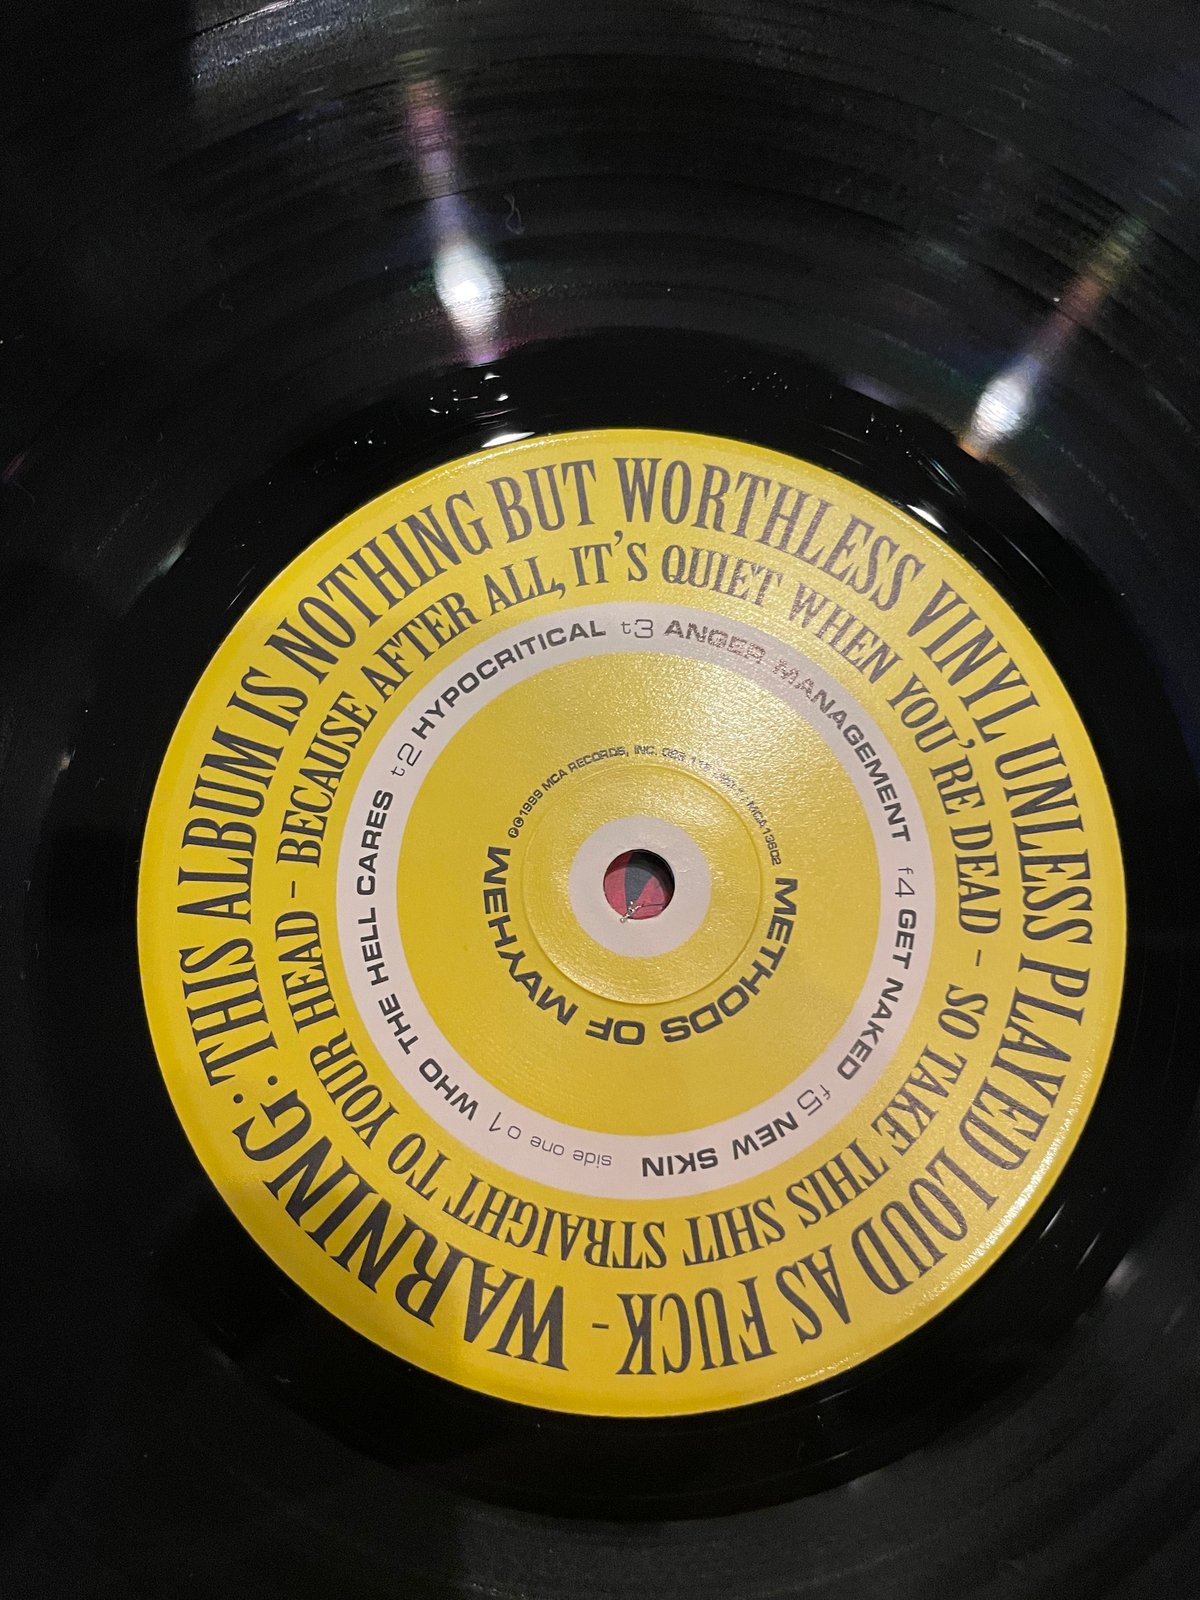 WARNING: THIS ALBUM IS NOTHING BUT WORTHLESS VINYL UNLESS PLAYED LOUD AS FUCK -
SO TAKE THIS SHIT STRAIGHT TO YOUR HEAD - BECAUSE AFTER ALL, IT'S QUIET WHEN YOU'RE DEAD -
side one o1 WHO THE HELL CARES t2 HYPOCRITICAL t3 ANGER MANAGEMENT f4 GET NAKED f5 NEW SKIN
℗©1999 MCA RECORDS, INC. MCA13602
METHODS OF MAYHEM